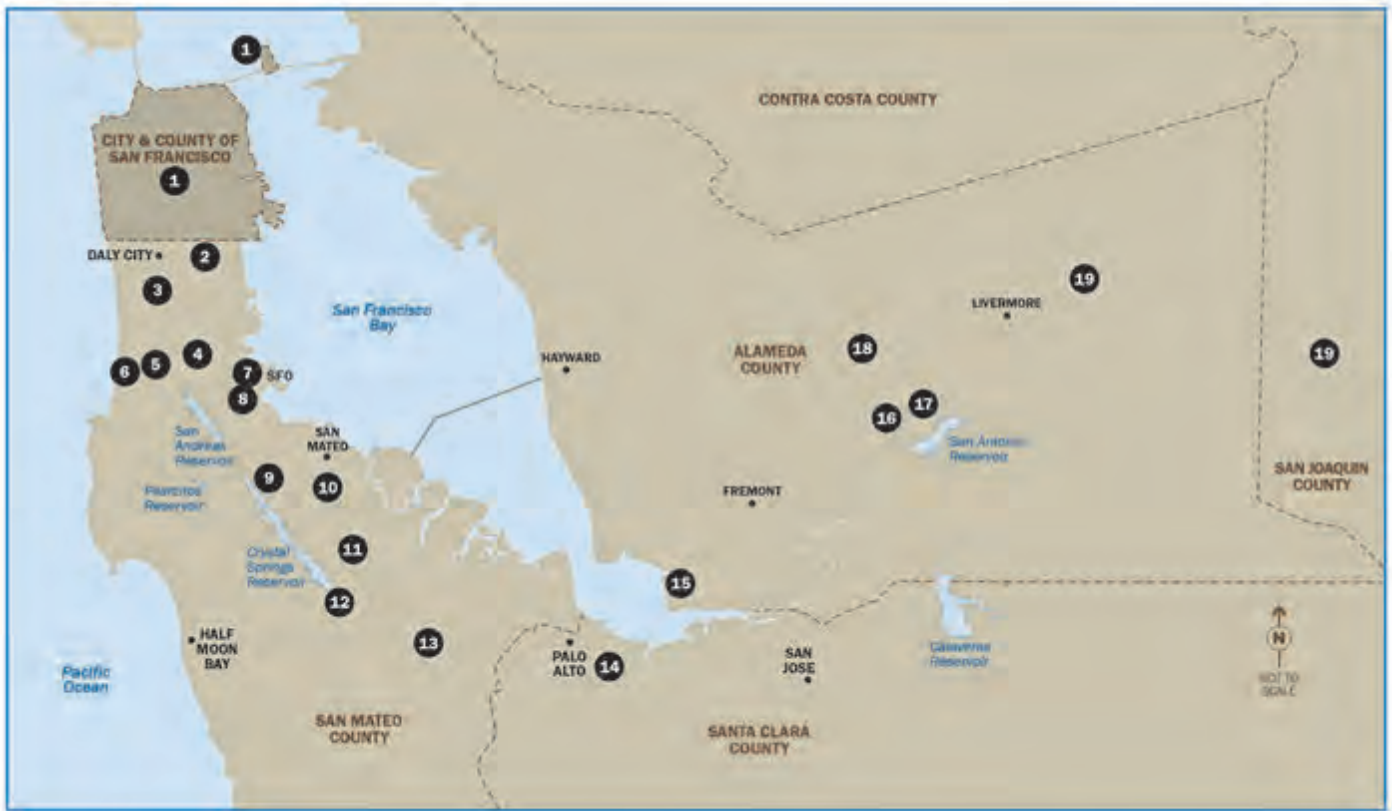 1
CONTRA COSTA COUNTY
CITY & COUNTY OF
SAN FRANCISCO
1
DALY CITY
2
3
19
San Francisco
Bay
LIVERMORE
4
5
6
7
SFO
8
HAYWARD
ALAMEDA
COUNTY
18
19
16
17
San Antonio
Reservoir
San
Andreas
Reservoir
SAN
MATEO
9
10
Pilarcitos
Reservoir
FREMONT
SAN JOAQUIN
COUNTY
Crystal
Springs
Reservoir
11
12
15
HALF
MOON
BAY
13
PALO
ALTO
14
SAN
JOSE
Calaveras
Reservoir
N
NOT TO
SCALE
Pacific
Ocean
SAN MATEO
COUNTY
SANTA CLARA
COUNTY